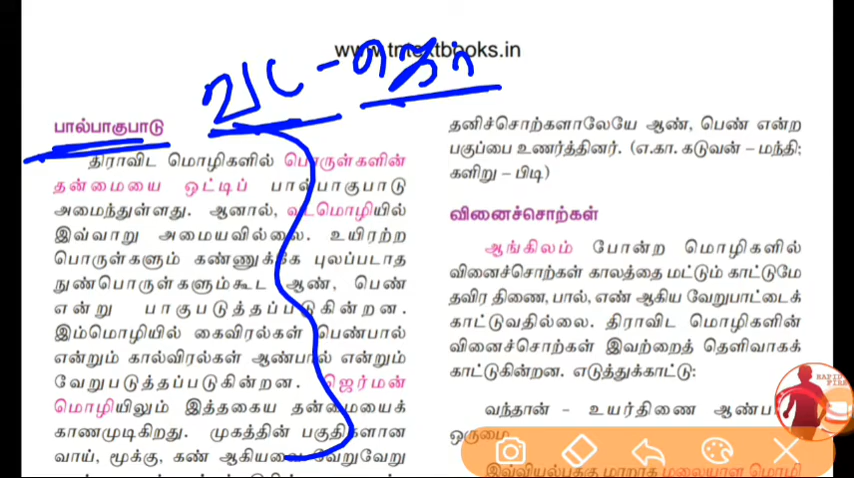 www.tntextbooks.in
வட - ஜெர்
பால்பாகுபாடு
திராவிட மொழிகளில் பொருள்களின்
தன்மையை ஒட்டிப் பால்பாகுபாடு
அமைந்துள்ளது. ஆனால், வடமொழியில்
இவ்வாறு அமையவில்லை. உயிரற்ற
பொருள்களும் கண்ணுக்கே புலப்படாத
நுண்பொருள்களும்கூட ஆண், பெண்
என்று பாகுபடுத்தப்படுகின்றன.
இம்மொழியில் கைவிரல்கள் பெண்பால்
என்றும் கால்விரல்கள் ஆண்பால் என்றும்
வேறுபடுத்தப்படுகின்றன. ஜெர்மன்
மொழியிலும் இத்தகைய தன்மையைக்
காணமுடிகிறது. முகத்தின் பகுதிகளான
வாய், மூக்கு, கண் ஆகியவை வேறுவேறு
தனிச்சொற்களாலேயே ஆண், பெண் என்ற
பகுப்பை உணர்த்தினர். (எ.கா. கடுவன் – மந்தி;
களிறு – பிடி)
வினைச்சொற்கள்
ஆங்கிலம் போன்ற மொழிகளில்
வினைச்சொற்கள் காலத்தை மட்டும் காட்டுமே
தவிர திணை, பால், எண் ஆகிய வேறுபாட்டைக்
காட்டுவதில்லை. திராவிட மொழிகளின்
வினைச்சொற்கள் இவற்றைத் தெளிவாகக்
காட்டுகின்றன. எடுத்துக்காட்டு:
வந்தான் – உயர்திணை ஆண்பா
ஒருமை
இவ்வியல்புக்கு மாறாக மலையாள மொழி